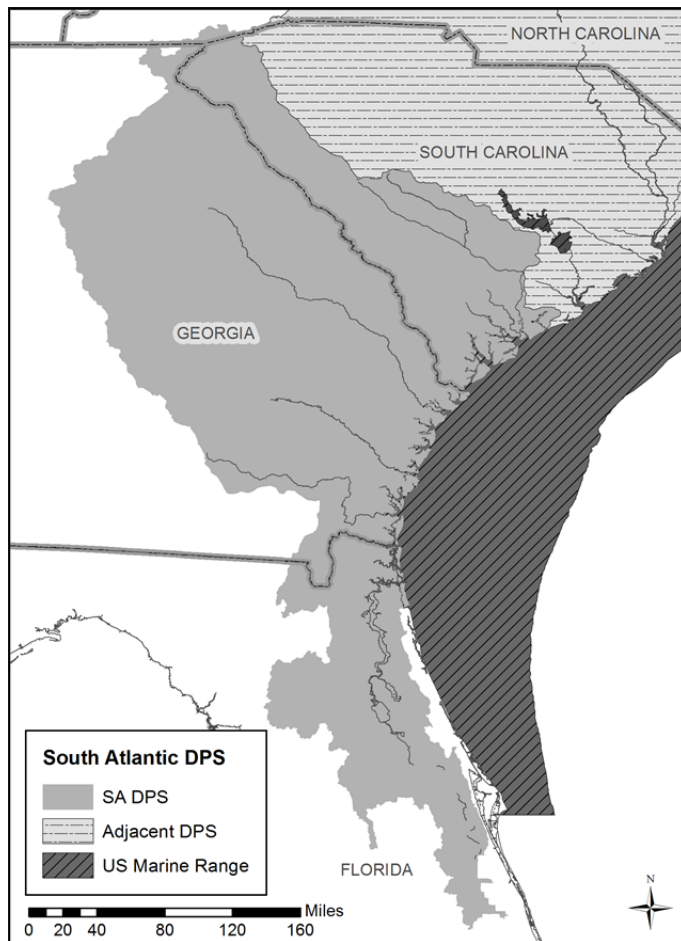 NORTH CAROLINA
SOUTH CAROLINA
GEORGIA
South Atlantic DPS
SA DPS
Adjacent DPS
US Marine Range
FLORIDA
N
Miles
0 10 20 40 80 120 160